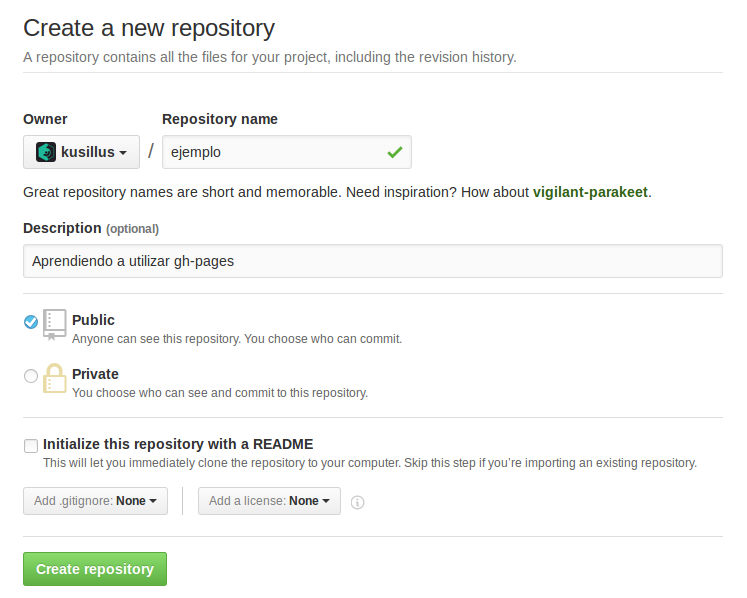 Create a new repository
A repository contains all the files for your project, including the revision history.
Owner Repository name
kusillus / ejemplo
Great repository names are short and memorable. Need inspiration? How about vigilant-parakeet.
Description (optional)
Aprendiendo a utilizar gh-pages
Public
Anyone can see this repository. You choose who can commit.
Private
You choose who can see and commit to this repository.
Initialize this repository with a README
This will let you immediately clone the repository to your computer. Skip this step if you’re importing an existing repository.
Add .gitignore: None Add a license: None
Create repository